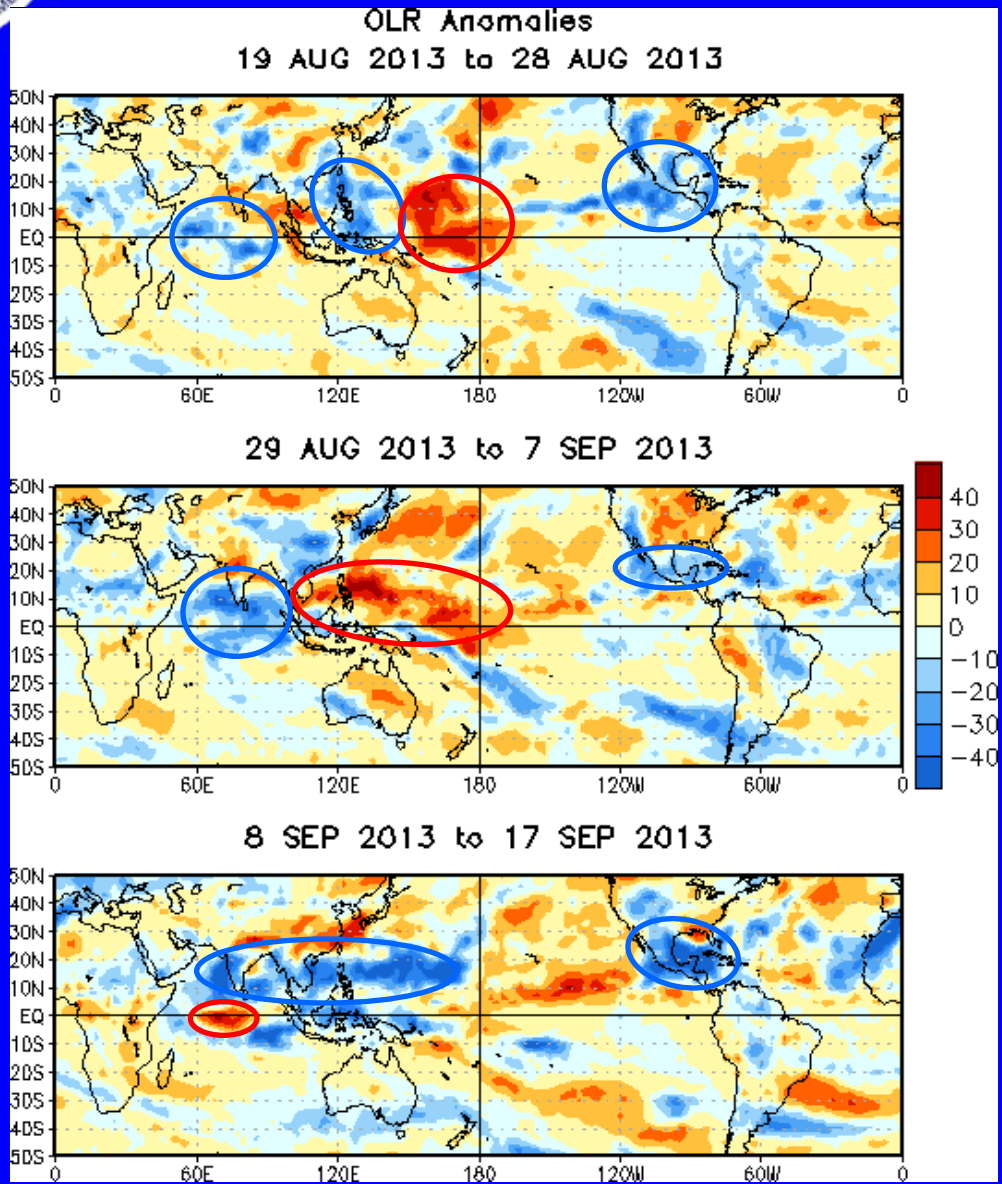 OLR Anomalies
19 AUG 2013 to 28 AUG 2013
50N
40N
30N
20N
10N
EQ
10S
20S
30S
40S
50S
0 60E 120E 180 120W 60W 0
29 AUG 2013 to 7 SEP 2013
50N
40N
30N
20N
10N
EQ
10S
20S
30S
40S
50S
0 60E 120E 180 120W 60W 0
40
30
20
10
0
-10
-20
-30
-40
8 SEP 2013 to 17 SEP 2013
50N
40N
30N
20N
10N
EQ
10S
20S
30S
40S
50S
0 60E 120E 180 120W 60W 0